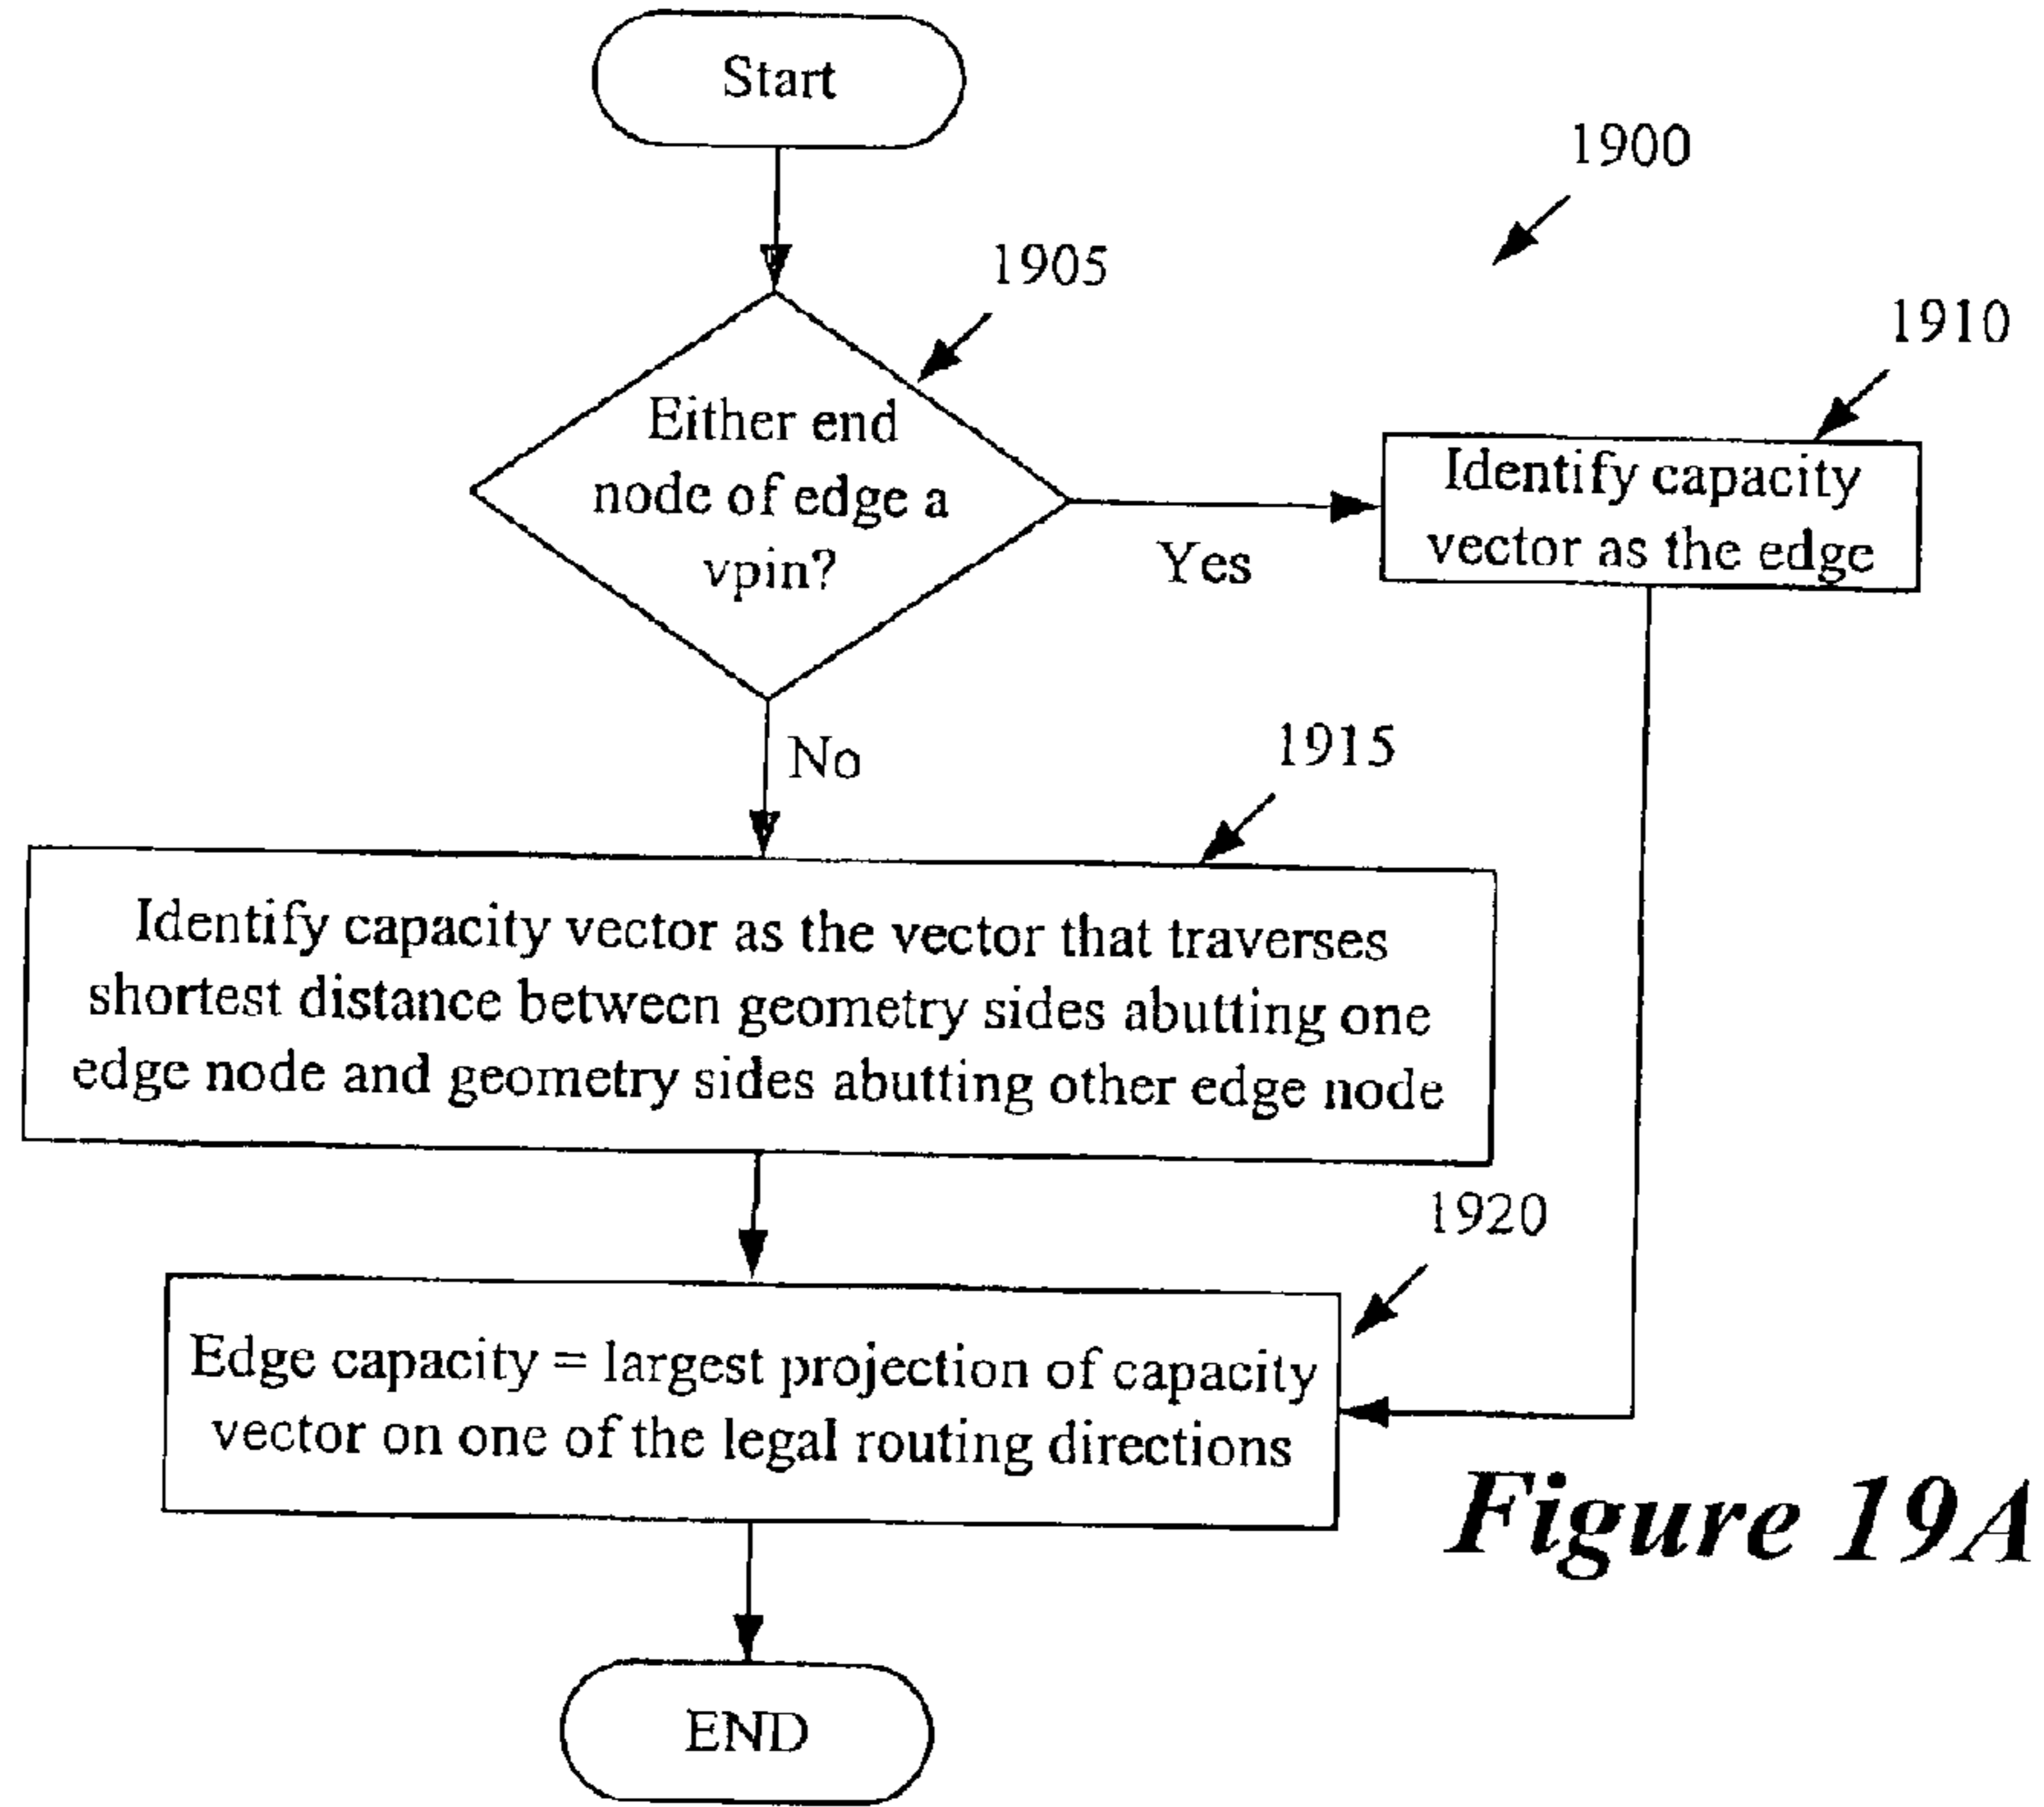 Start
1900
1905
1910
Either end
node of edge a
vpin?
Identify capacity
vector as the edge
Yes
No
1915
Identify capacity vector as the vector that traverses
shortest distance between geometry sides abutting one
edge node and geometry sides abutting other edge node
1920
Edge capacity = largest projection of capacity
vector on one of the legal routing directions
Figure 19A
END